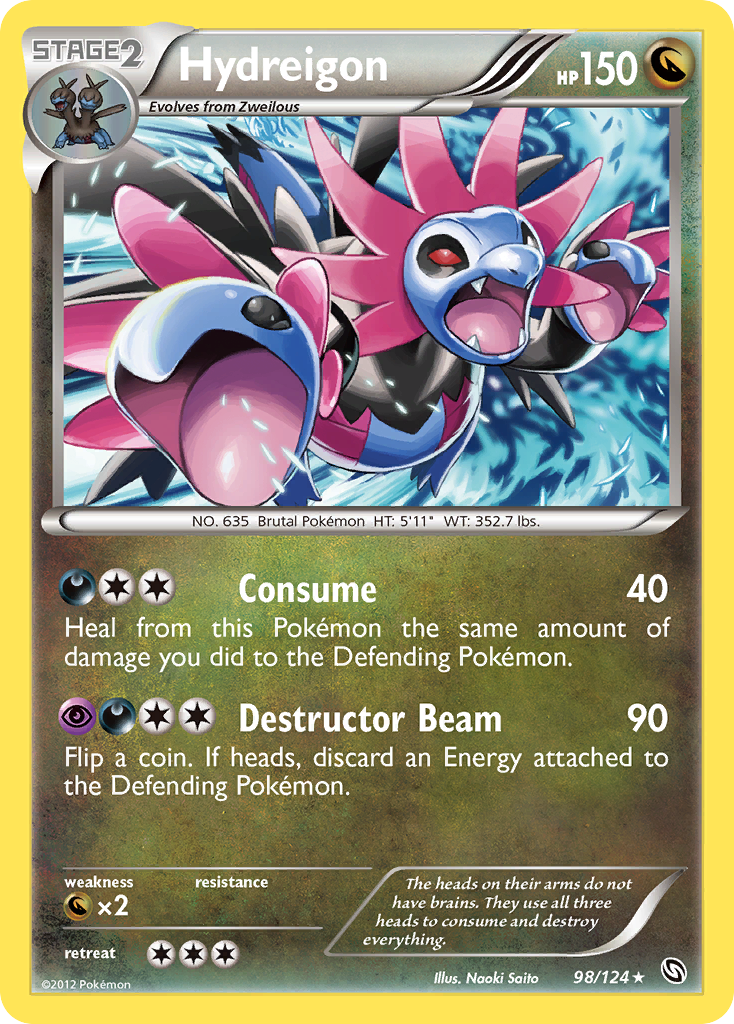 STAGE2
Hydreigon
HP150
Evolves from Zweilous
NO. 635 Brutal Pokémon HT: 5'11" WT: 352.7 lbs.
Consume 40
Heal from this Pokémon the same amount of
damage you did to the Defending Pokémon.
Destructor Beam 90
Flip a coin. If heads, discard an Energy attached to
the Defending Pokémon.
weakness resistance
×2
retreat
The heads on their arms do not
have brains. They use all three
heads to consume and destroy
everything.
Illus. Naoki Saito 98/124★
©2012 Pokémon